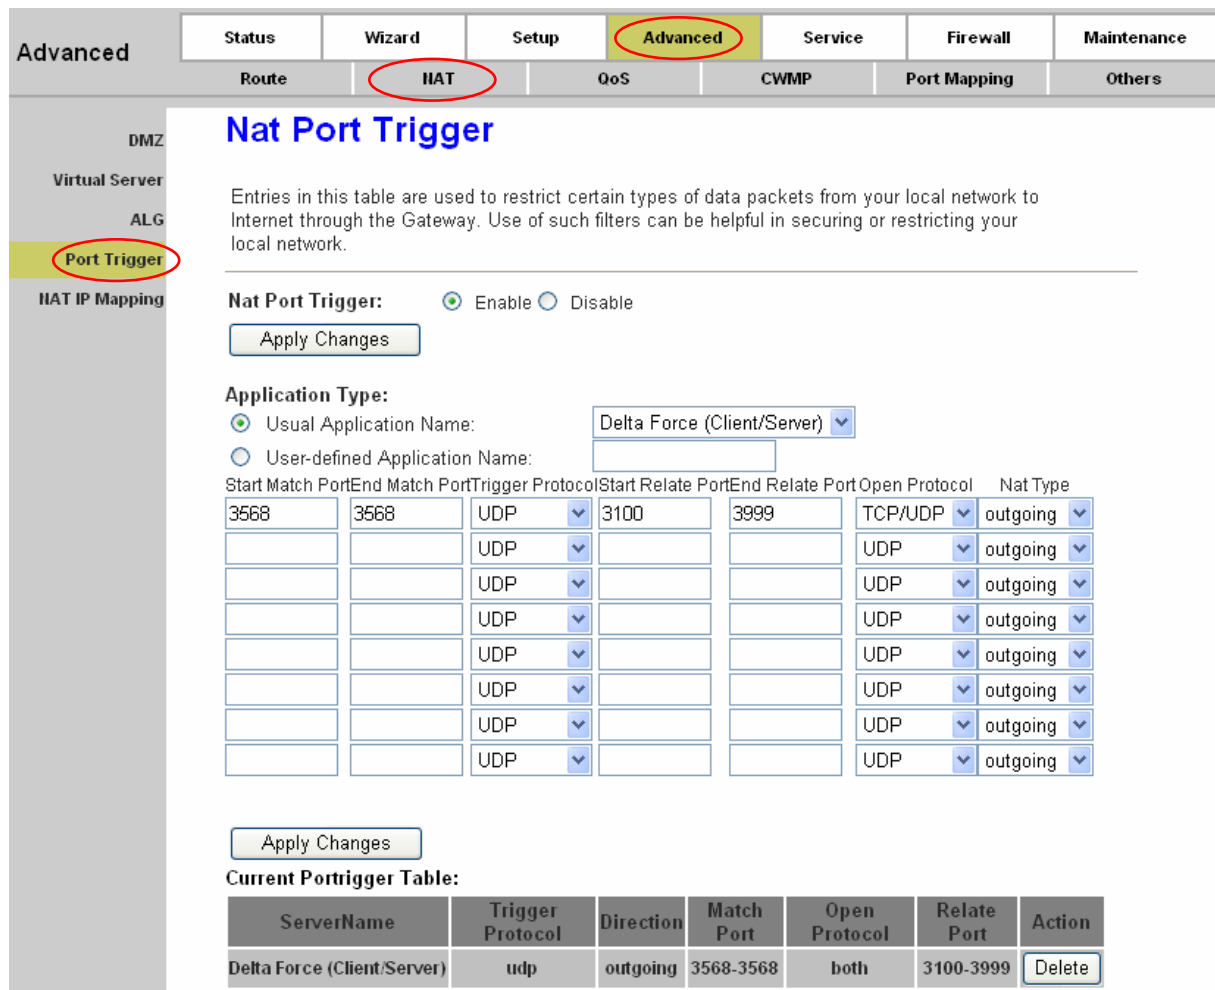 Advanced
Status Wizard Setup Advanced Service Firewall Maintenance
Route NAT QoS CWMP Port Mapping Others
DMZ
Virtual Server
ALG
Port Trigger
NAT IP Mapping
Nat Port Trigger
Entries in this table are used to restrict certain types of data packets from your local network to
Internet through the Gateway. Use of such filters can be helpful in securing or restricting your
local network.
Nat Port Trigger: Enable Disable
Apply Changes
Application Type:
Usual Application Name: Delta Force (Client/Server)
User-defined Application Name:
Start Match Port End Match Port Trigger Protocol Start Relate Port End Relate Port Open Protocol Nat Type
3568 3568 UDP 3100 3999 TCP/UDP outgoing
UDP UDP outgoing
UDP UDP outgoing
UDP UDP outgoing
UDP UDP outgoing
UDP UDP outgoing
UDP UDP outgoing
UDP UDP outgoing
Apply Changes
Current Portrigger Table:
ServerName Trigger Protocol Direction Match Port Open Protocol Relate Port Action
Delta Force (Client/Server) udp outgoing 3568-3568 both 3100-3999 Delete